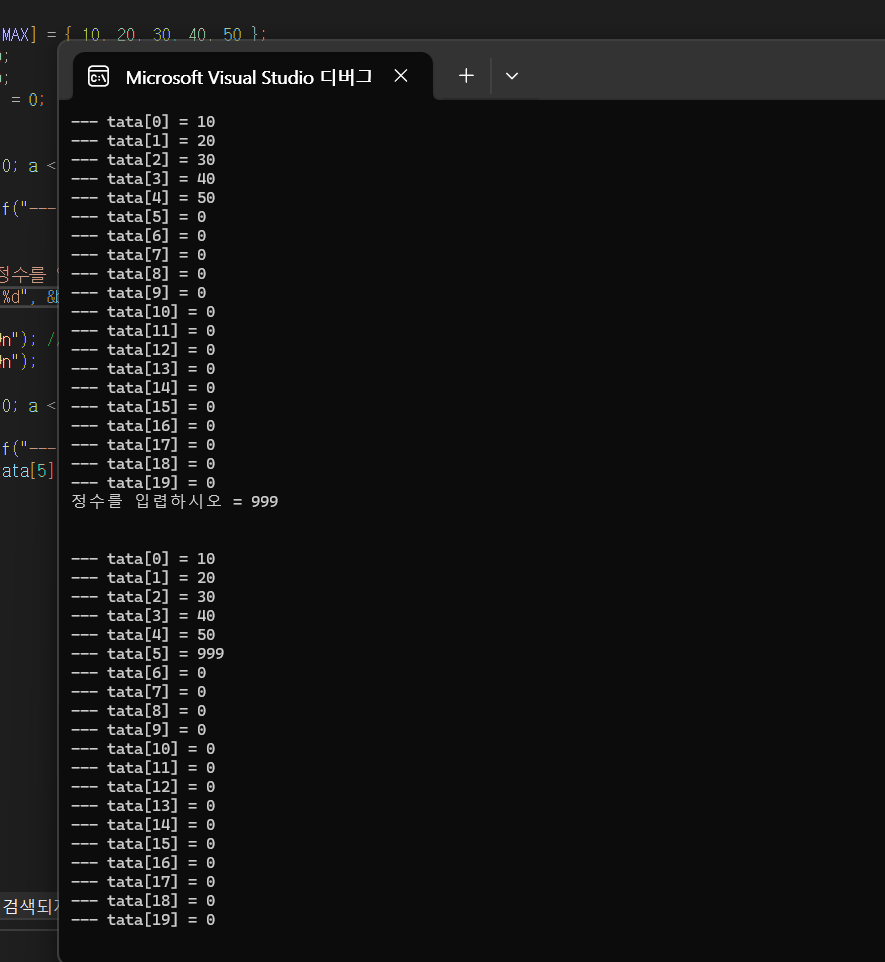 MAX] = { 10, 20, 30, 40, 50 };
= 0;
0; a <
f("---
정수를
%d", &b
n"); //
n");
0; a <
f("---
ata[5]
검색되지
Microsoft Visual Studio 디버그
--- tata[0] = 10
--- tata[1] = 20
--- tata[2] = 30
--- tata[3] = 40
--- tata[4] = 50
--- tata[5] = 0
--- tata[6] = 0
--- tata[7] = 0
--- tata[8] = 0
--- tata[9] = 0
--- tata[10] = 0
--- tata[11] = 0
--- tata[12] = 0
--- tata[13] = 0
--- tata[14] = 0
--- tata[15] = 0
--- tata[16] = 0
--- tata[17] = 0
--- tata[18] = 0
--- tata[19] = 0
정수를 입렵하시오 = 999
--- tata[0] = 10
--- tata[1] = 20
--- tata[2] = 30
--- tata[3] = 40
--- tata[4] = 50
--- tata[5] = 999
--- tata[6] = 0
--- tata[7] = 0
--- tata[8] = 0
--- tata[9] = 0
--- tata[10] = 0
--- tata[11] = 0
--- tata[12] = 0
--- tata[13] = 0
--- tata[14] = 0
--- tata[15] = 0
--- tata[16] = 0
--- tata[17] = 0
--- tata[18] = 0
--- tata[19] = 0